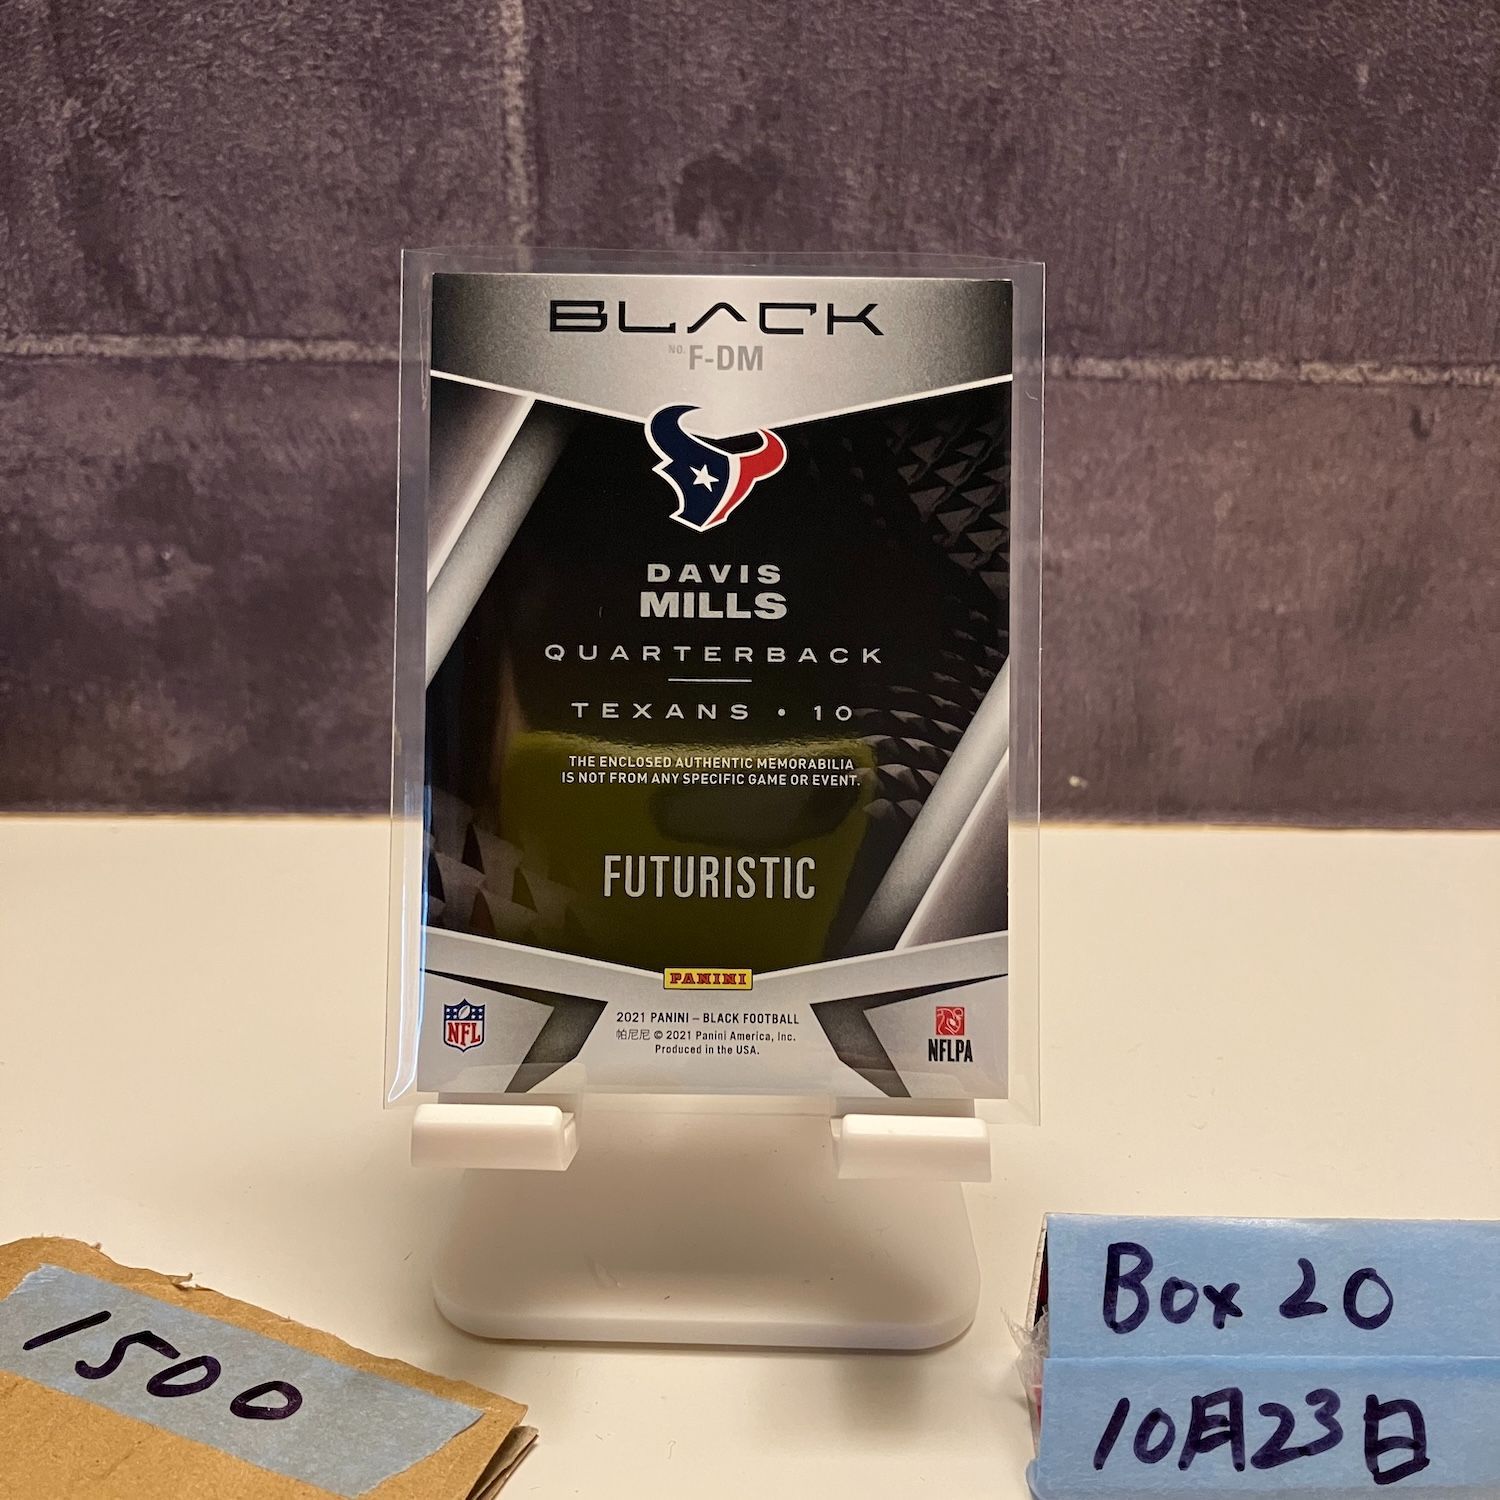 BLACK
NO. F-DM
DAVIS
MILLS
QUARTERBACK
TEXANS • 10
THE ENCLOSED AUTHENTIC MEMORABILIA
IS NOT FROM ANY SPECIFIC GAME OR EVENT.
FUTURISTIC
PANINI
NFL
2021 PANINI – BLACK FOOTBALL
帕尼尼 © 2021 Panini America, Inc.
Produced in the USA.
NFLPA
1500
Box 20
10月23日